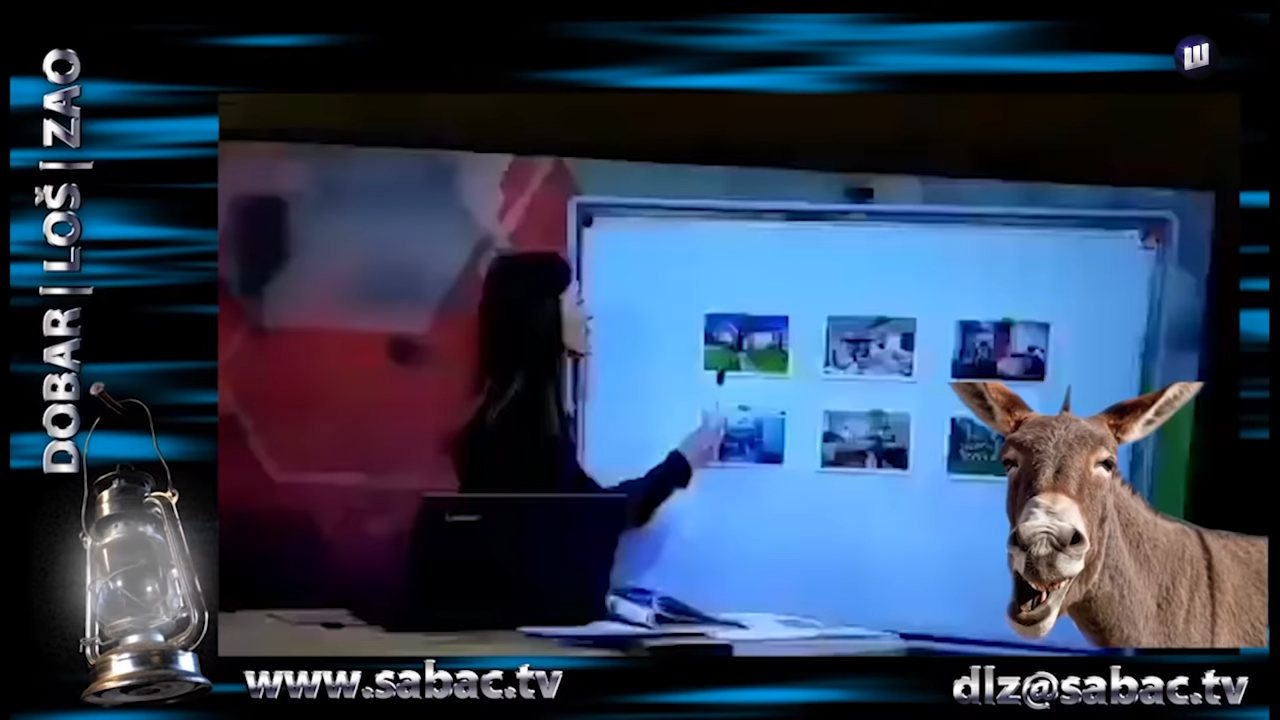 DOBAR | LOŠ | ZAO
Ш
www.sabac.tv
dlz@sabac.tv